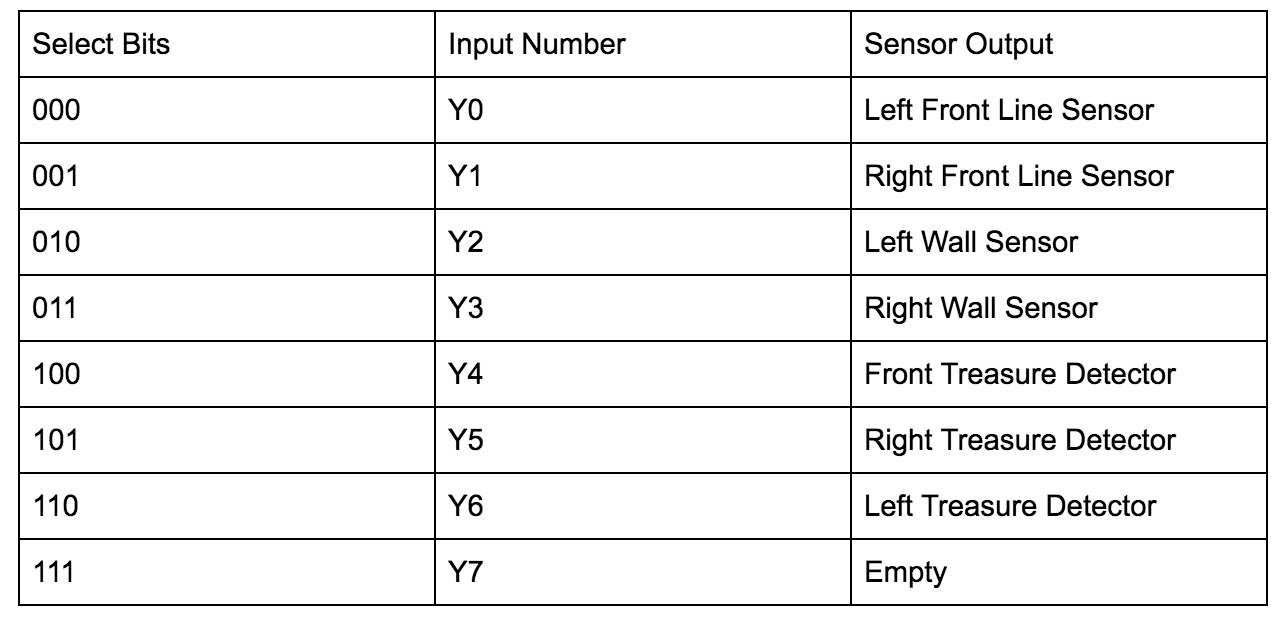 Select Bits Input Number Sensor Output
000 Y0 Left Front Line Sensor
001 Y1 Right Front Line Sensor
010 Y2 Left Wall Sensor
011 Y3 Right Wall Sensor
100 Y4 Front Treasure Detector
101 Y5 Right Treasure Detector
110 Y6 Left Treasure Detector
111 Y7 Empty